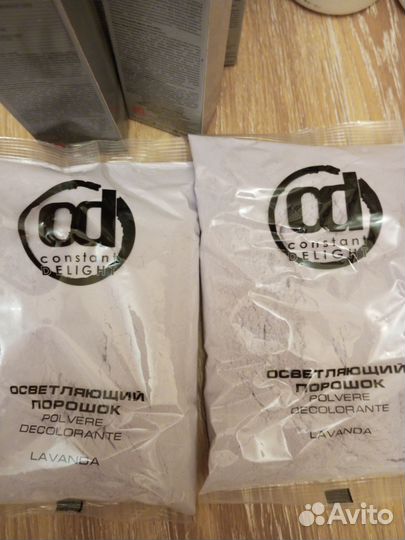 cd
constant
DELIGHT
ОСВЕТЛЯЮЩИЙ
ПОРОШОК
POLVERE
DECOLORANTE
LAVANDA
cd
constant
DELIGHT
ОСВЕТЛЯЮЩИЙ
ПОРОШОК
POLVERE
DECOLORANTE
LAVANDA
Avito